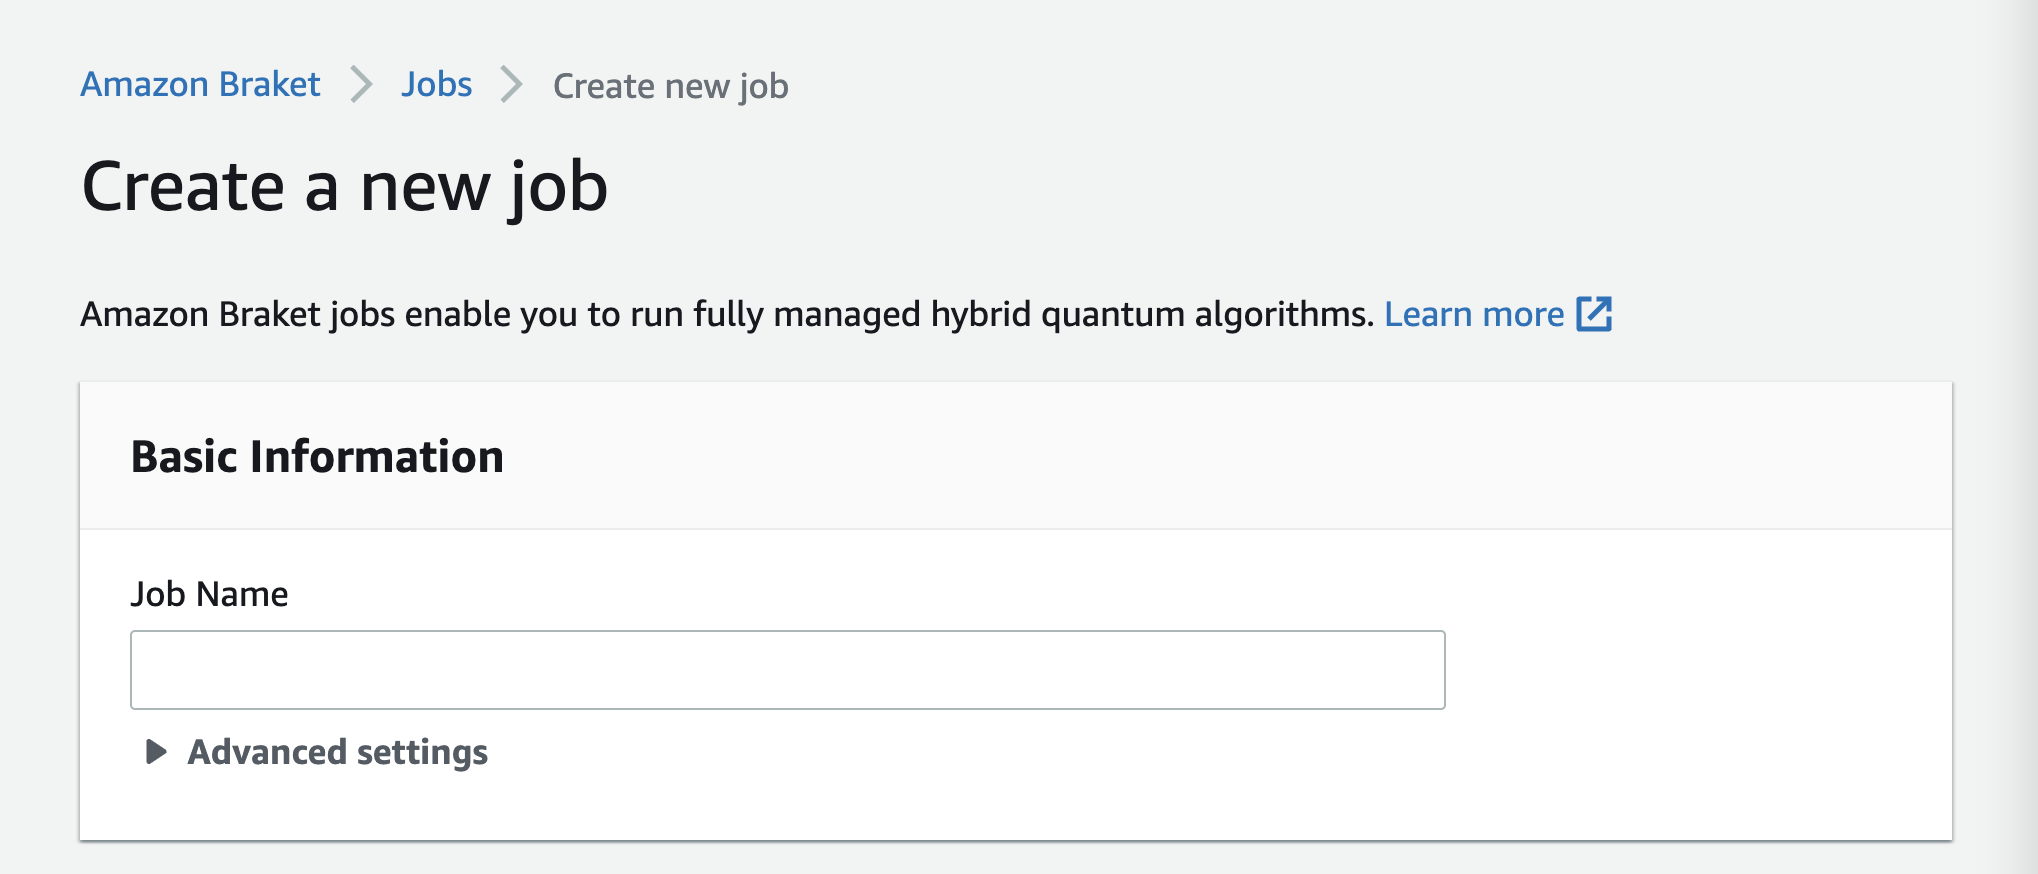 Amazon Braket > Jobs > Create new job
Create a new job
Amazon Braket jobs enable you to run fully managed hybrid quantum algorithms. Learn more
Basic Information
Job Name
Advanced settings